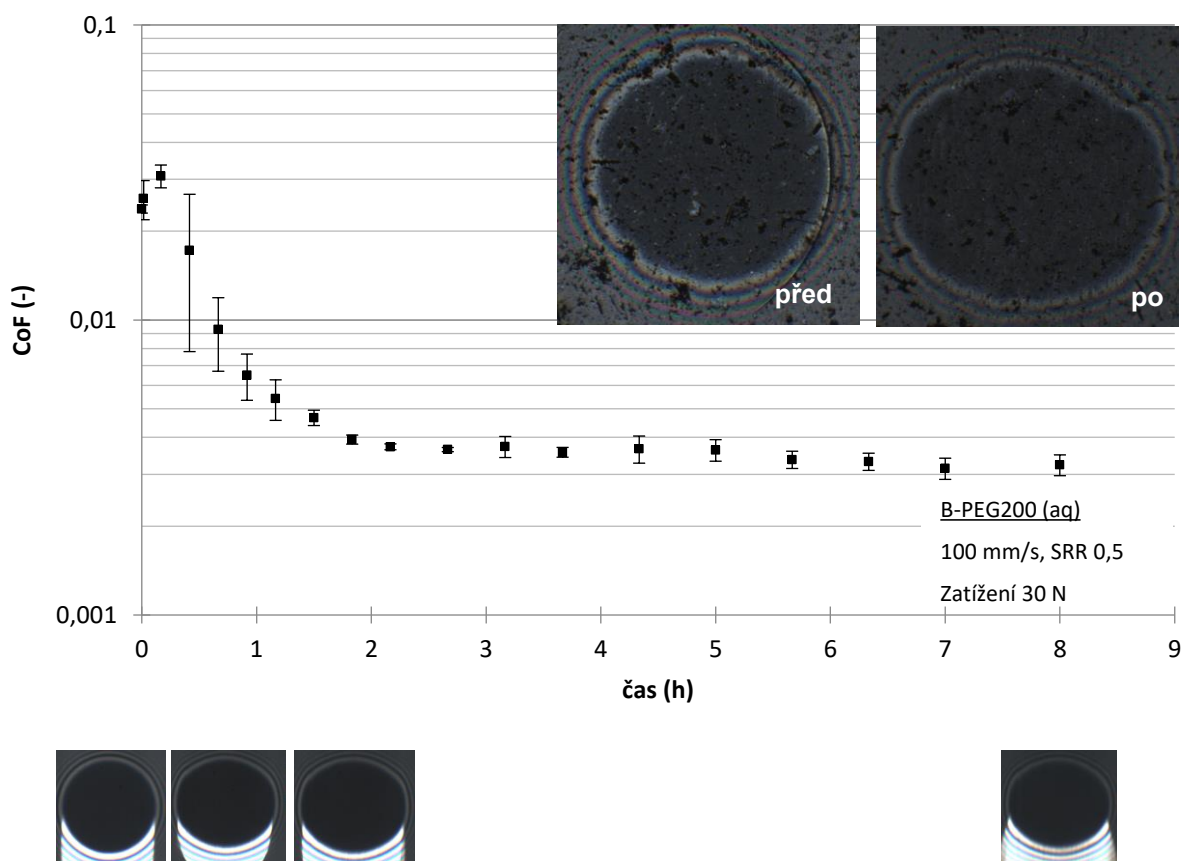 0,1
před
po
0,01
CoF (-)
B-PEG200 (aq)
100 mm/s, SRR 0,5
Zatížení 30 N
0,001
0 1 2 3 4 5 6 7 8 9
čas (h)